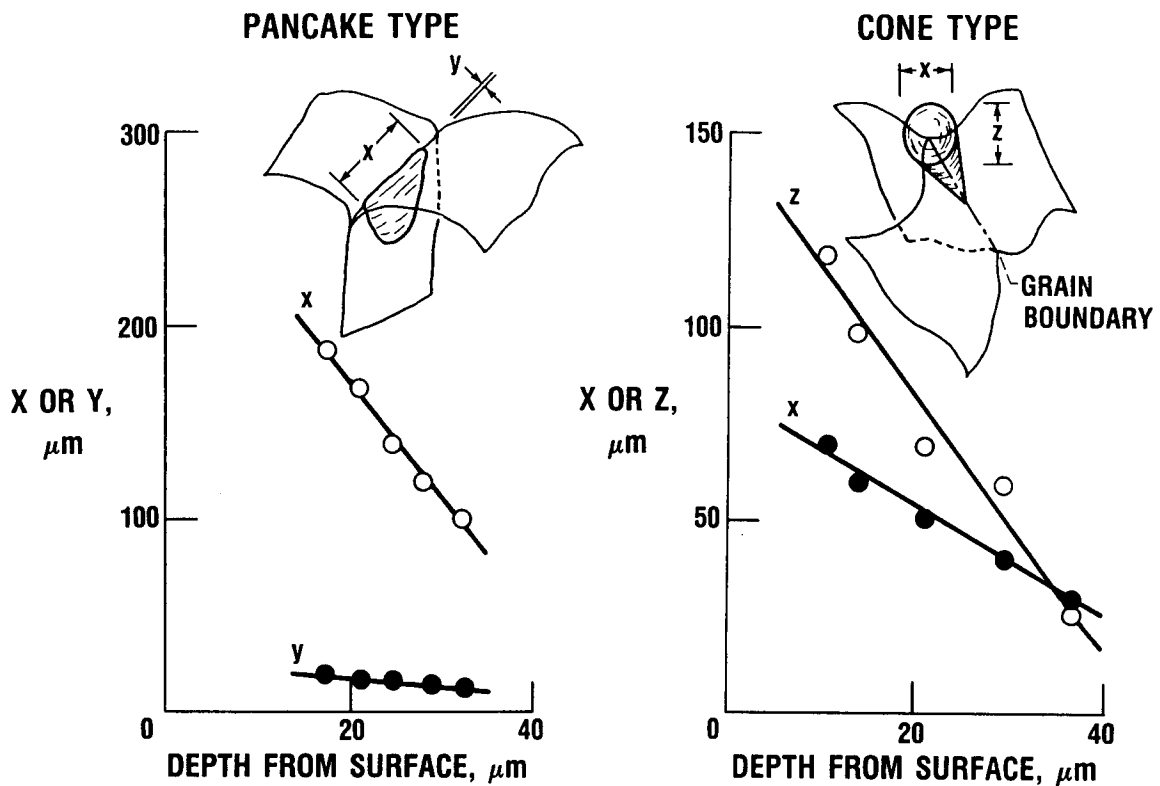 PANCAKE TYPE
y
x
300
200
100
0
X OR Y,
μm
x
y
20
40
DEPTH FROM SURFACE, μm
CONE TYPE
x
z
150
100
50
0
X OR Z,
μm
z
x
GRAIN
BOUNDARY
20
40
DEPTH FROM SURFACE, μm